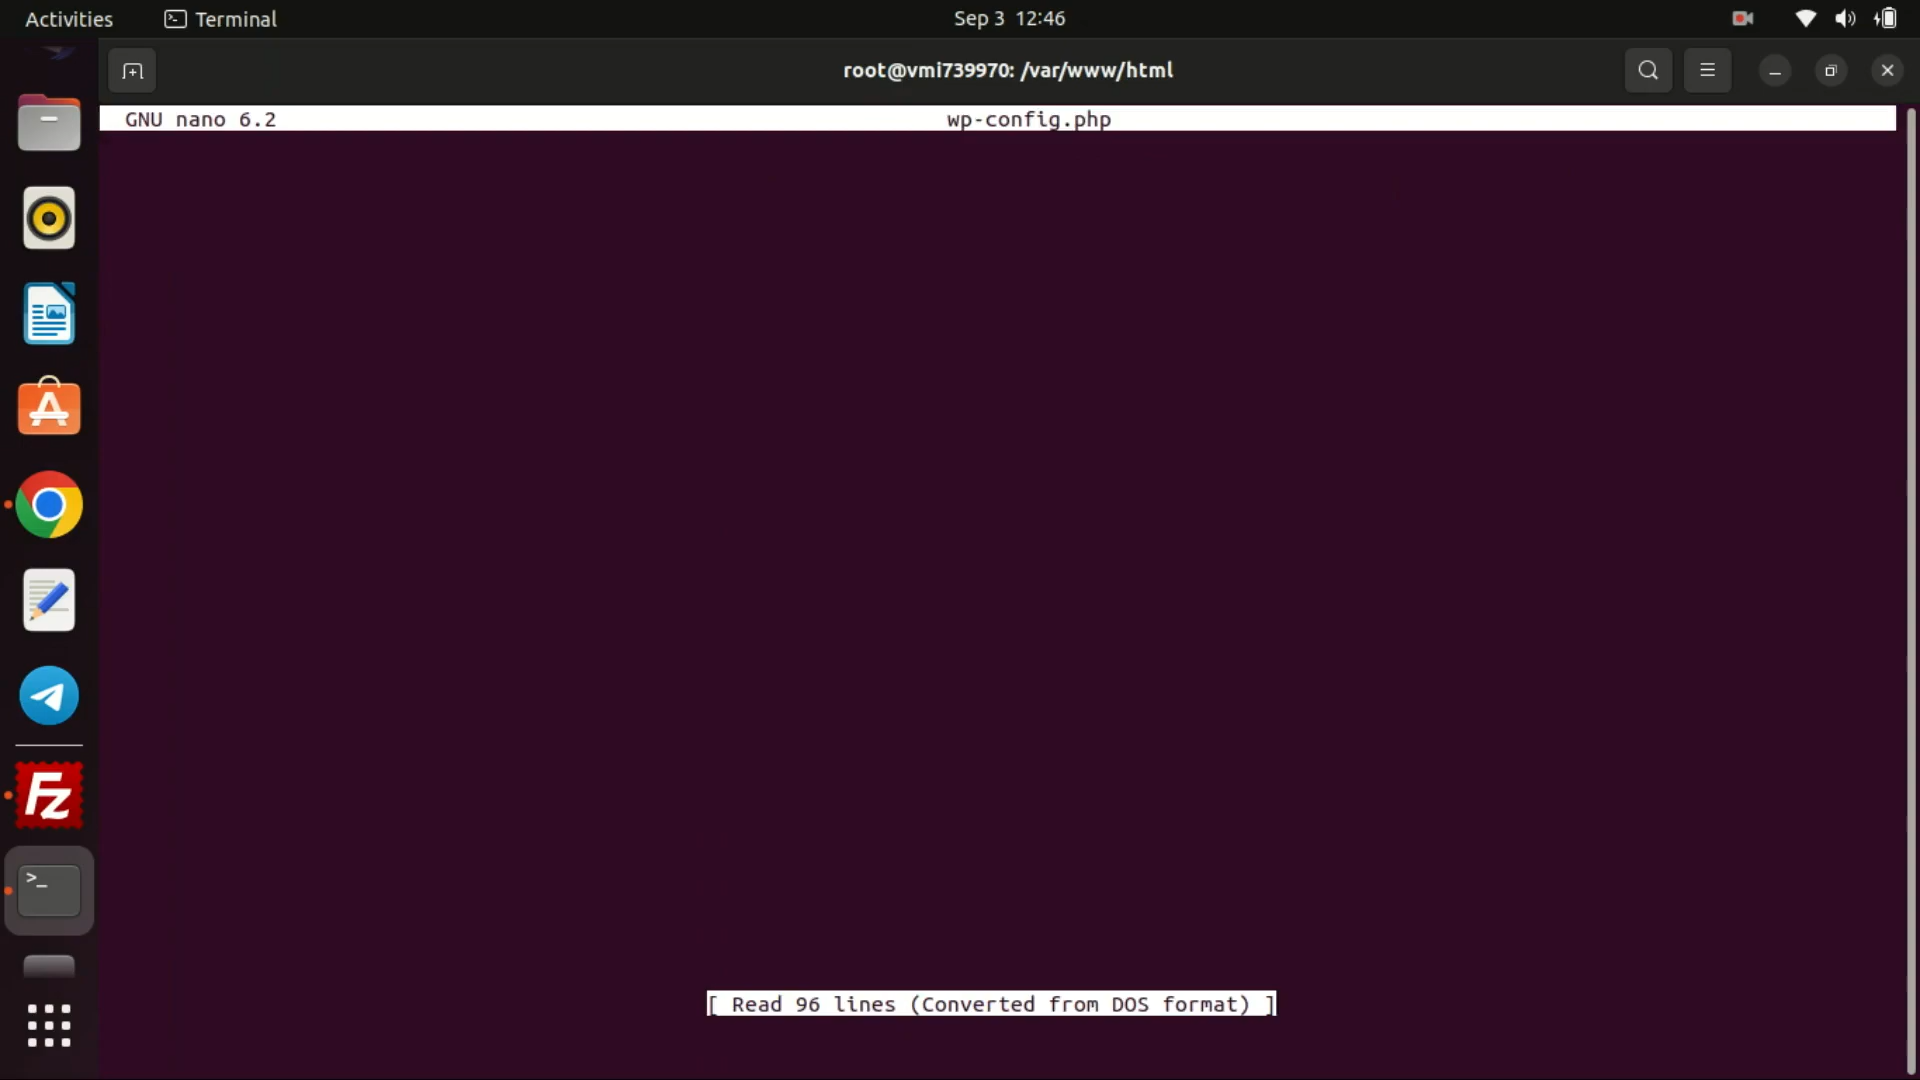 Activities
Terminal
Sep 3 12:46
root@vmi739970: /var/www/html
GNU nano 6.2
wp-config.php
FZ
>_
[ Read 96 lines (Converted from DOS format) ]